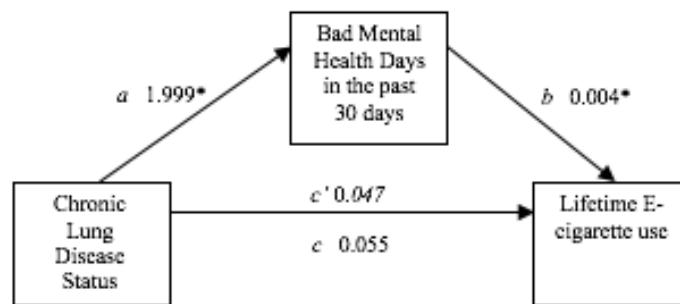 Bad Mental
Health Days
in the past
30 days
a 1.999*
b 0.004*
Chronic
Lung
Disease
Status
c' 0.047
c 0.055
Lifetime E-
cigarette use